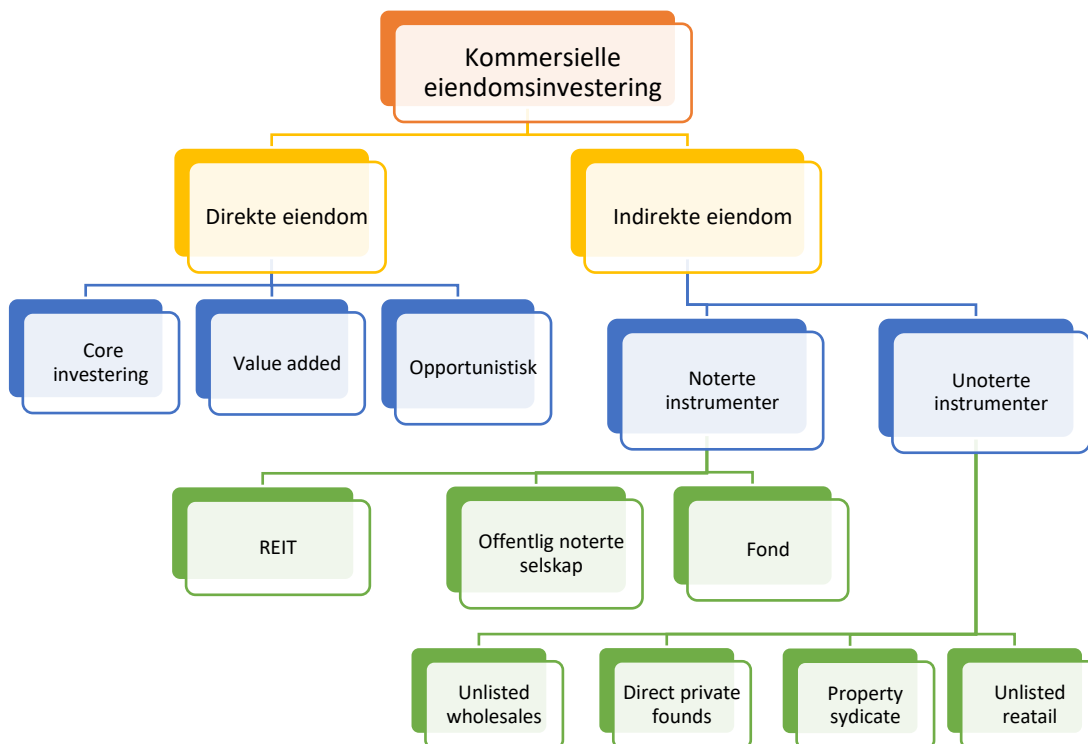 Kommersielle
eiendomsinvestering
Direkte eiendom
Indirekte eiendom
Core
investering
Value added
Opportunistisk
Noterte
instrumenter
Unoterte
instrumenter
REIT
Offentlig noterte
selskap
Fond
Unlisted
wholesales
Direct private
founds
Property
sydicate
Unlisted
reatail